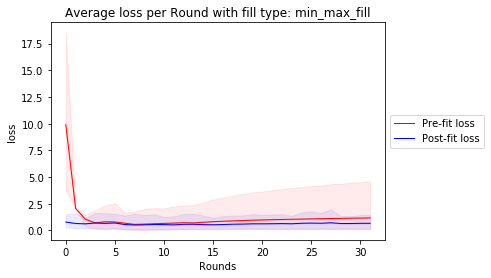 Average loss per Round with fill type: min_max_fill
17.5
15.0
12.5
10.0
7.5
5.0
2.5
0.0
loss
0 5 10 15 20 25 30
Rounds
Pre-fit loss
Post-fit loss